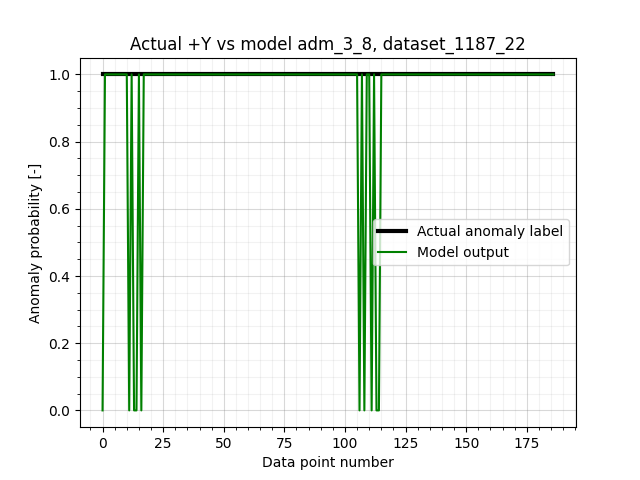 Actual +Y vs model adm_3_8, dataset_1187_22
Anomaly probability [-]
1.0
0.8
0.6
0.4
0.2
0.0
Actual anomaly label
Model output
0 25 50 75 100 125 150 175
Data point number